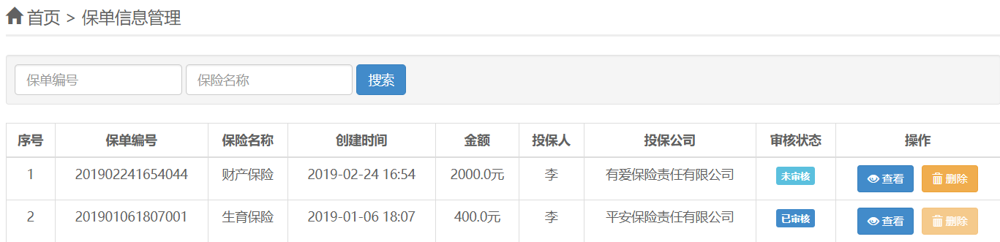 首页 > 保单信息管理
保单编号 保险名称 搜索
序号 保单编号 保险名称 创建时间 金额 投保人 投保公司 审核状态 操作
1 201902241654044 财产保险 2019-02-24 16:54 2000.0元 李 有爱保险责任有限公司 未审核 查看 删除
2 201901061807001 生育保险 2019-01-06 18:07 400.0元 李 平安保险责任有限公司 已审核 查看 删除